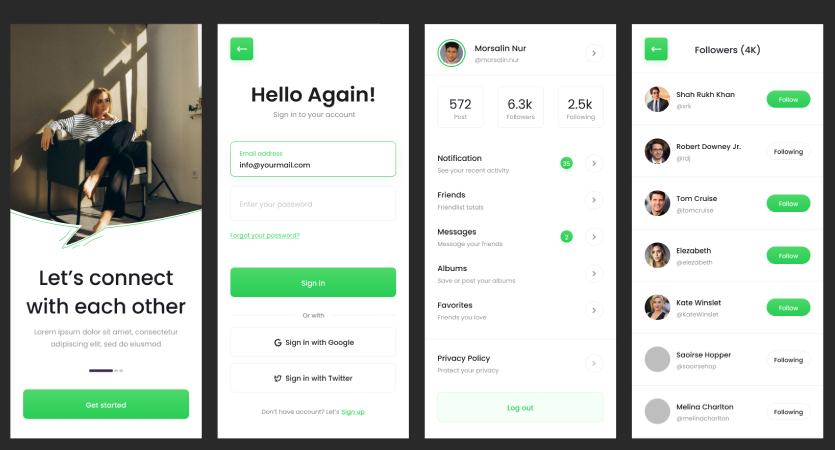 Let's connect
with each other
Lorem ipsum dolor sit amet, consectetur
adipiscing elit, sed do eiusmod
Get started
Hello Again!
Sign in to your account
Email address
info@yourmail.com
Enter your password
Forgot your password?
Sign in
Or with
Sign in with Google
Sign in with Twitter
Don't have account? Let's Sign up
Morsalin Nur
@morsalin.nur
572
Post
6.3k
Followers
2.5k
Following
Notification
See your recent activity
35
Friends
Friendlist totals
Messages
Message your friends
2
Albums
Save or post your albums
Favorites
Friends you love
Privacy Policy
Protect your privacy
Log out
Followers (4K)
Shah Rukh Khan
@srk
Follow
Robert Downey Jr.
@rdj
Following
Tom Cruise
@tomcruise
Follow
Elezabeth
@elezabeth
Follow
Kate Winslet
@KateWinslet
Follow
Saoirse Hopper
@saoirsehop
Following
Melina Charlton
@melinacharlton
Following